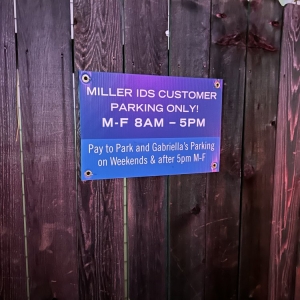 MILLER IDS CUSTOMER
PARKING ONLY!
M-F 8AM – 5PM
Pay to Park and Gabriella's Parking
on Weekends & after 5pm M-F